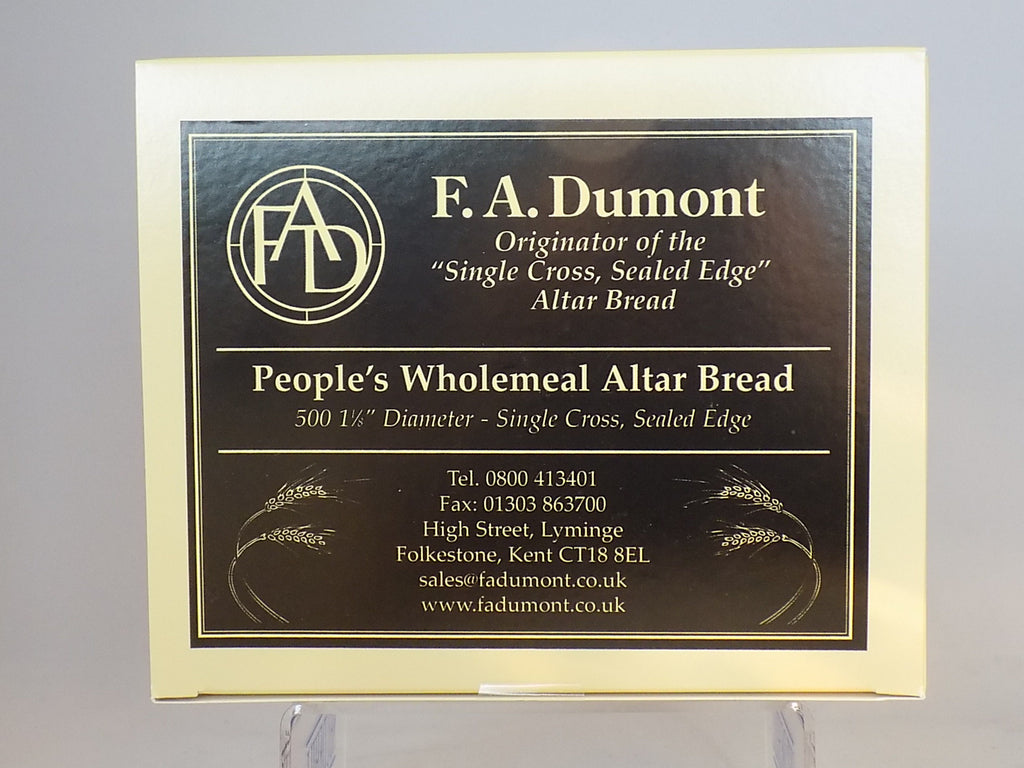 FAD
F. A. Dumont
Originator of the
“Single Cross, Sealed Edge”
Altar Bread
People’s Wholemeal Altar Bread
500 1⅛” Diameter - Single Cross, Sealed Edge
Tel. 0800 413401
Fax: 01303 863700
High Street, Lyminge
Folkestone, Kent CT18 8EL
sales@fadumont.co.uk
www.fadumont.co.uk